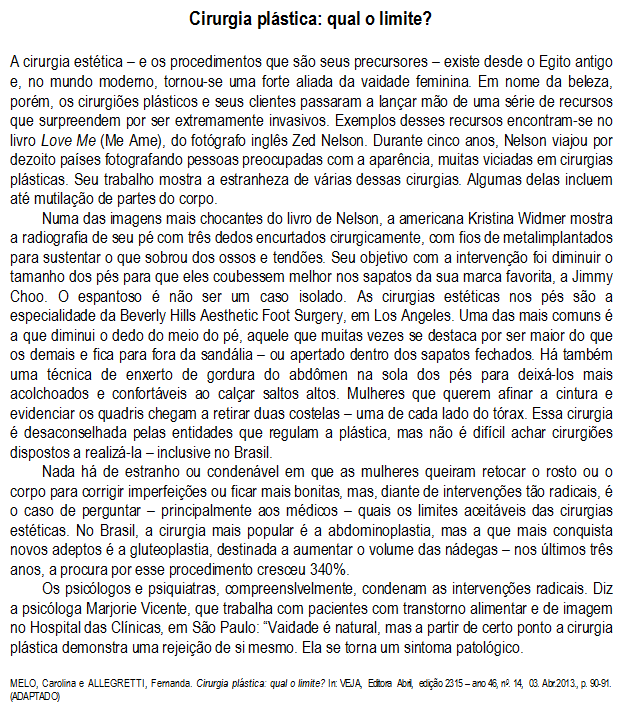 Cirurgia plástica: qual o limite?
A cirurgia estética – e os procedimentos que são seus precursores – existe desde o Egito antigo
e, no mundo moderno, tornou-se uma forte aliada da vaidade feminina. Em nome da beleza,
porém, os cirurgiões plásticos e seus clientes passaram a lançar mão de uma série de recursos
que surpreendem por ser extremamente invasivos. Exemplos desses recursos encontram-se no
livro Love Me (Me Ame), do fotógrafo inglês Zed Nelson. Durante cinco anos, Nelson viajou por
dezoito países fotografando pessoas preocupadas com a aparência, muitas viciadas em cirurgias
plásticas. Seu trabalho mostra a estranheza de várias dessas cirurgias. Algumas delas incluem
até mutilação de partes do corpo.
Numa das imagens mais chocantes do livro de Nelson, a americana Kristina Widmer mostra
a radiografia de seu pé com três dedos encurtados cirurgicamente, com fios de metalimplantados
para sustentar o que sobrou dos ossos e tendões. Seu objetivo com a intervenção foi diminuir o
tamanho dos pés para que eles coubessem melhor nos sapatos da sua marca favorita, a Jimmy
Choo. O espantoso é não ser um caso isolado. As cirurgias estéticas nos pés são a
especialidade da Beverly Hills Aesthetic Foot Surgery, em Los Angeles. Uma das mais comuns é
a que diminui o dedo do meio do pé, aquele que muitas vezes se destaca por ser maior do que
os demais e fica para fora da sandália – ou apertado dentro dos sapatos fechados. Há também
uma técnica de enxerto de gordura do abdômen na sola dos pés para deixá-los mais
acolchoados e confortáveis ao calçar saltos altos. Mulheres que querem afinar a cintura e
evidenciar os quadris chegam a retirar duas costelas – uma de cada lado do tórax. Essa cirurgia
é desaconselhada pelas entidades que regulam a plástica, mas não é difícil achar cirurgiões
dispostos a realizá-la – inclusive no Brasil.
Nada há de estranho ou condenável em que as mulheres queiram retocar o rosto ou o
corpo para corrigir imperfeições ou ficar mais bonitas, mas, diante de intervenções tão radicais, é
o caso de perguntar – principalmente aos médicos – quais os limites aceitáveis das cirurgias
estéticas. No Brasil, a cirurgia mais popular é a abdominoplastia, mas a que mais conquista
novos adeptos é a gluteoplastia, destinada a aumentar o volume das nádegas – nos últimos três
anos, a procura por esse procedimento cresceu 340%.
Os psicólogos e psiquiatras, compreenslvelmente, condenam as intervenções radicais. Diz
a psicóloga Marjorie Vicente, que trabalha com pacientes com transtorno alimentar e de imagem
no Hospital das Clínicas, em São Paulo: “Vaidade é natural, mas a partir de certo ponto a cirurgia
plástica demonstra uma rejeição de si mesmo. Ela se torna um sintoma patológico.
MELO, Carolina e ALLEGRETTI, Fernanda. Cirurgia plástica: qual o limite? In: VEJA, Editora Abril, edição 2315 – ano 46, nº. 14, 03. Abr.2013., p. 90-91.
(ADAPTADO)